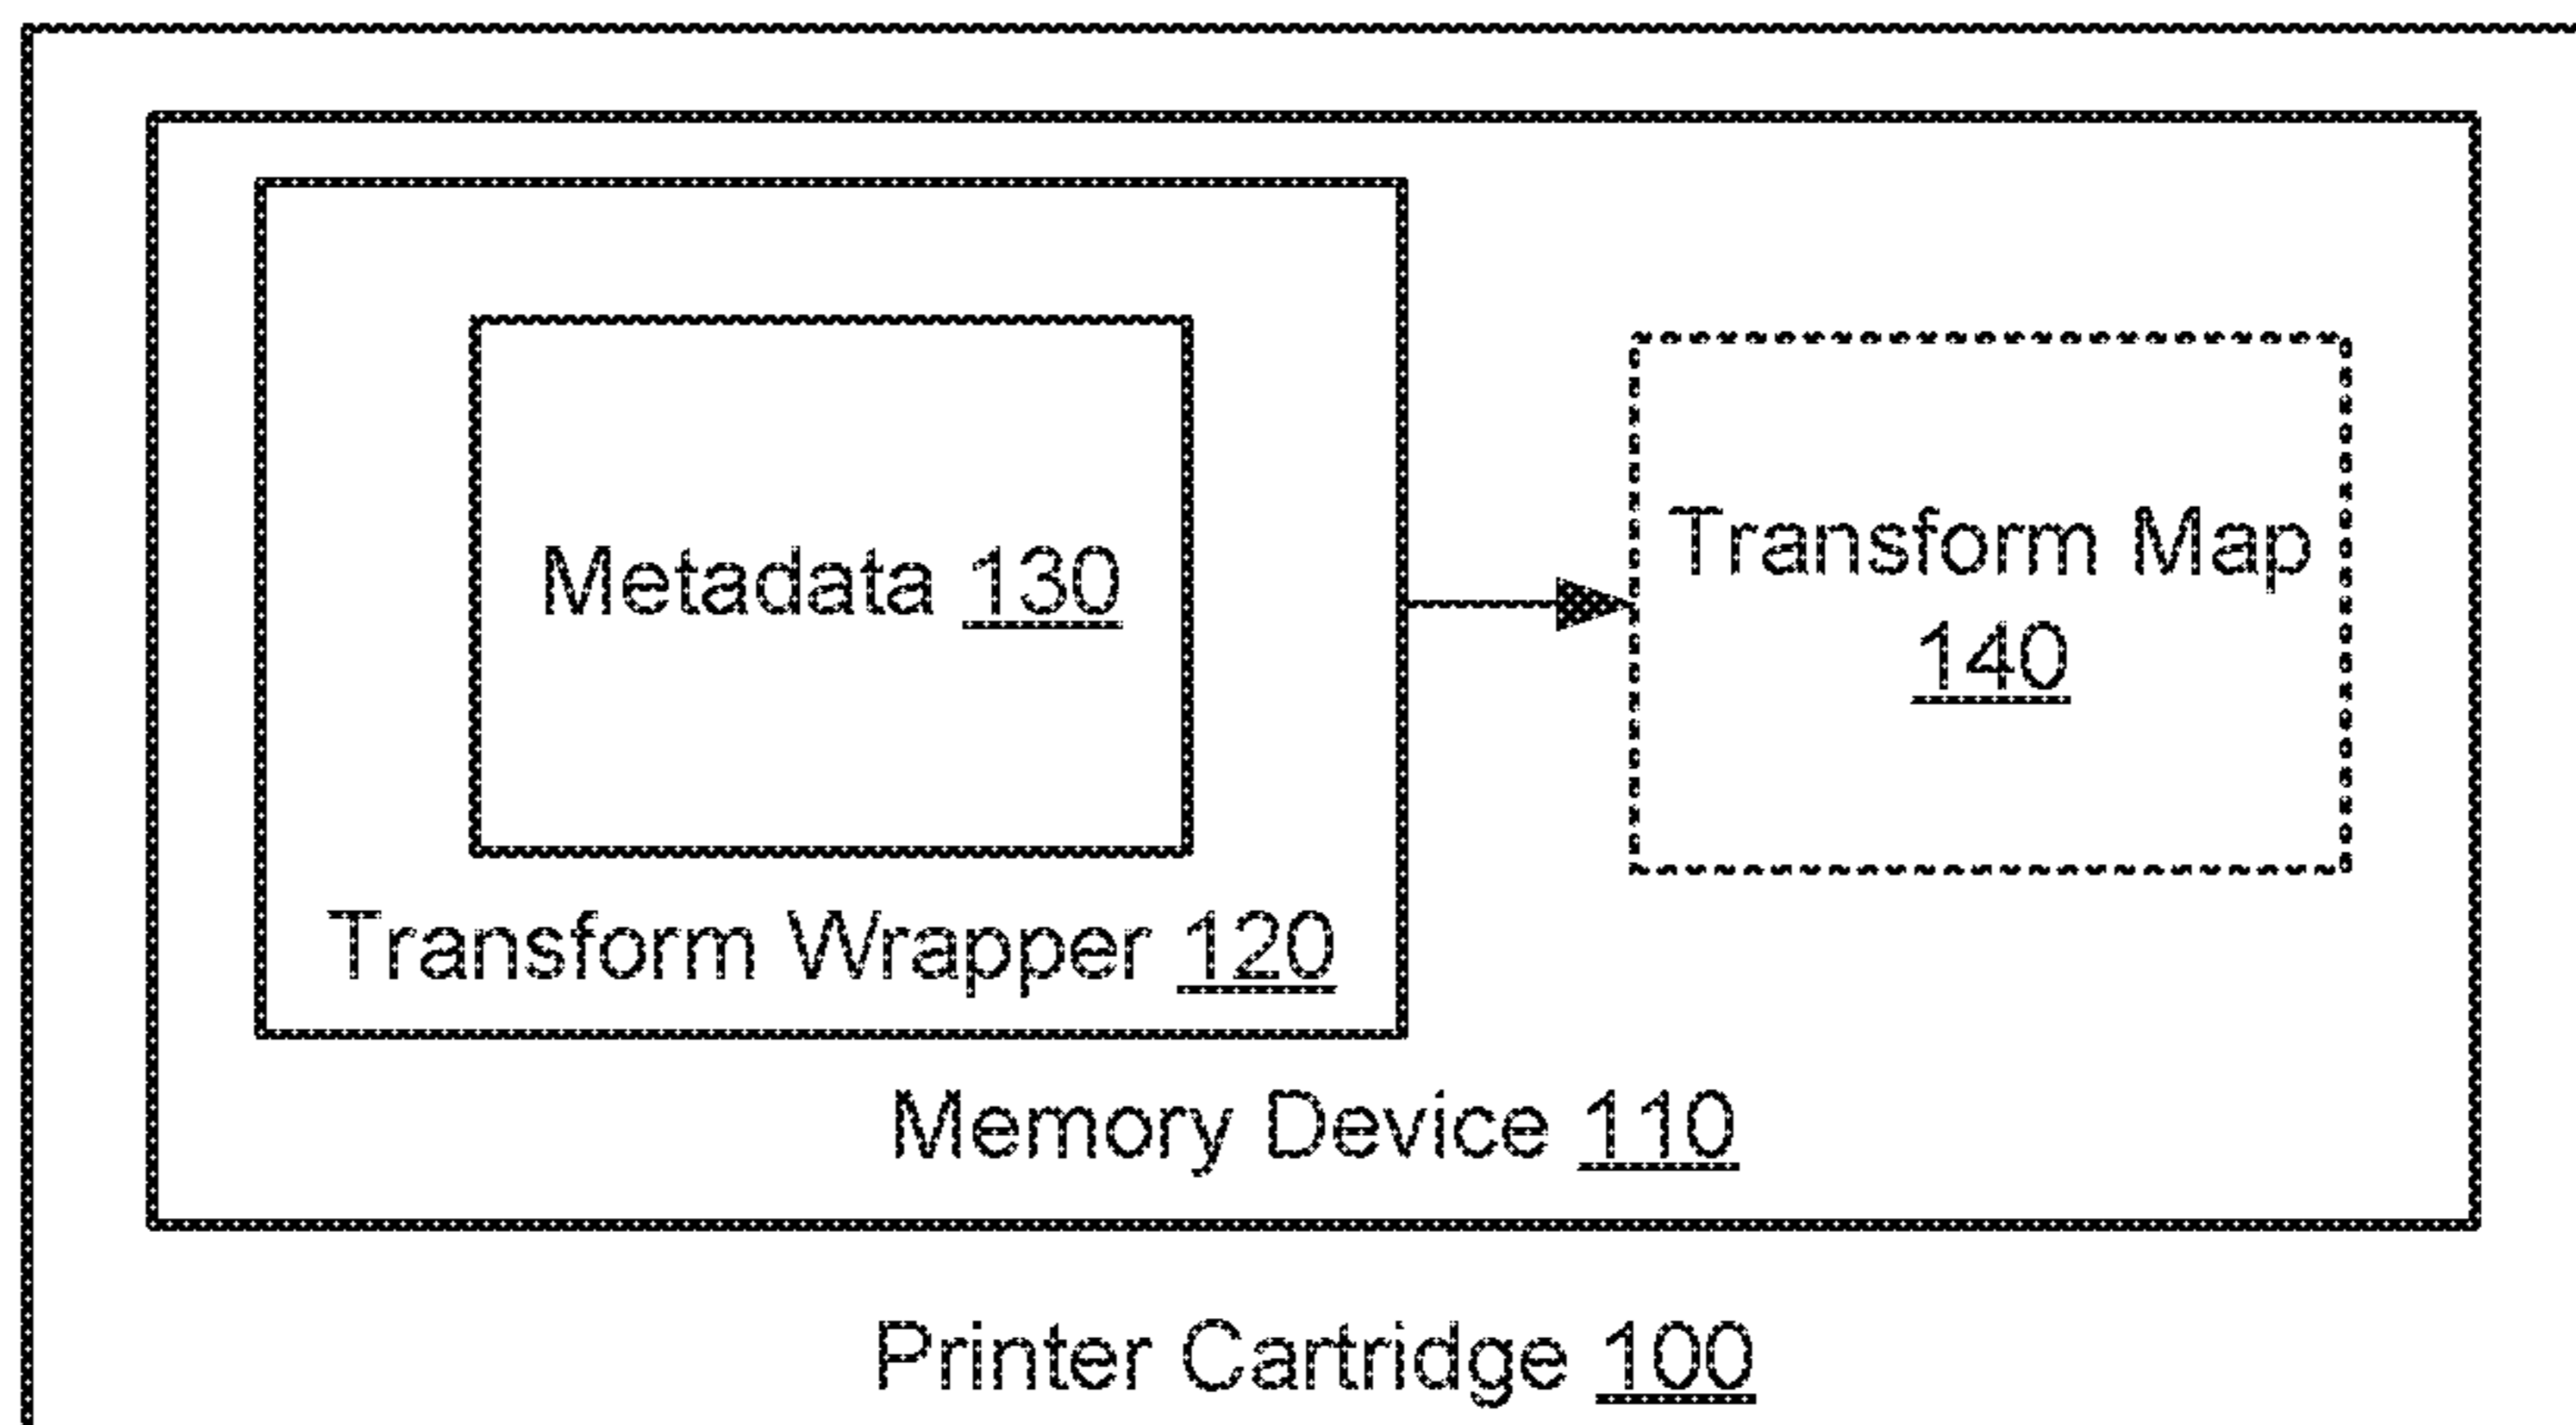 Metadata 130
Transform Map
140
Transform Wrapper 120
Memory Device 110
Printer Cartridge 100